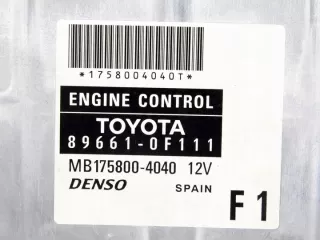 *1758004040T*
ENGINE CONTROL
TOYOTA
89661-0F111
MB175800-4040 12V
DENSO SPAIN
F1